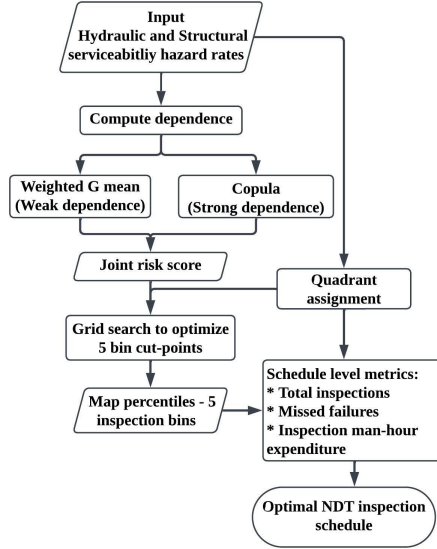 Input
Hydraulic and Structural
serviceabitliy hazard rates
Compute dependence
Weighted G mean
(Weak dependence)
Copula
(Strong dependence)
Joint risk score
Quadrant
assignment
Grid search to optimize
5 bin cut-points
Schedule level metrics:
* Total inspections
* Missed failures
* Inspection man-hour
expenditure
Map percentiles - 5
inspection bins
Optimal NDT inspection
schedule